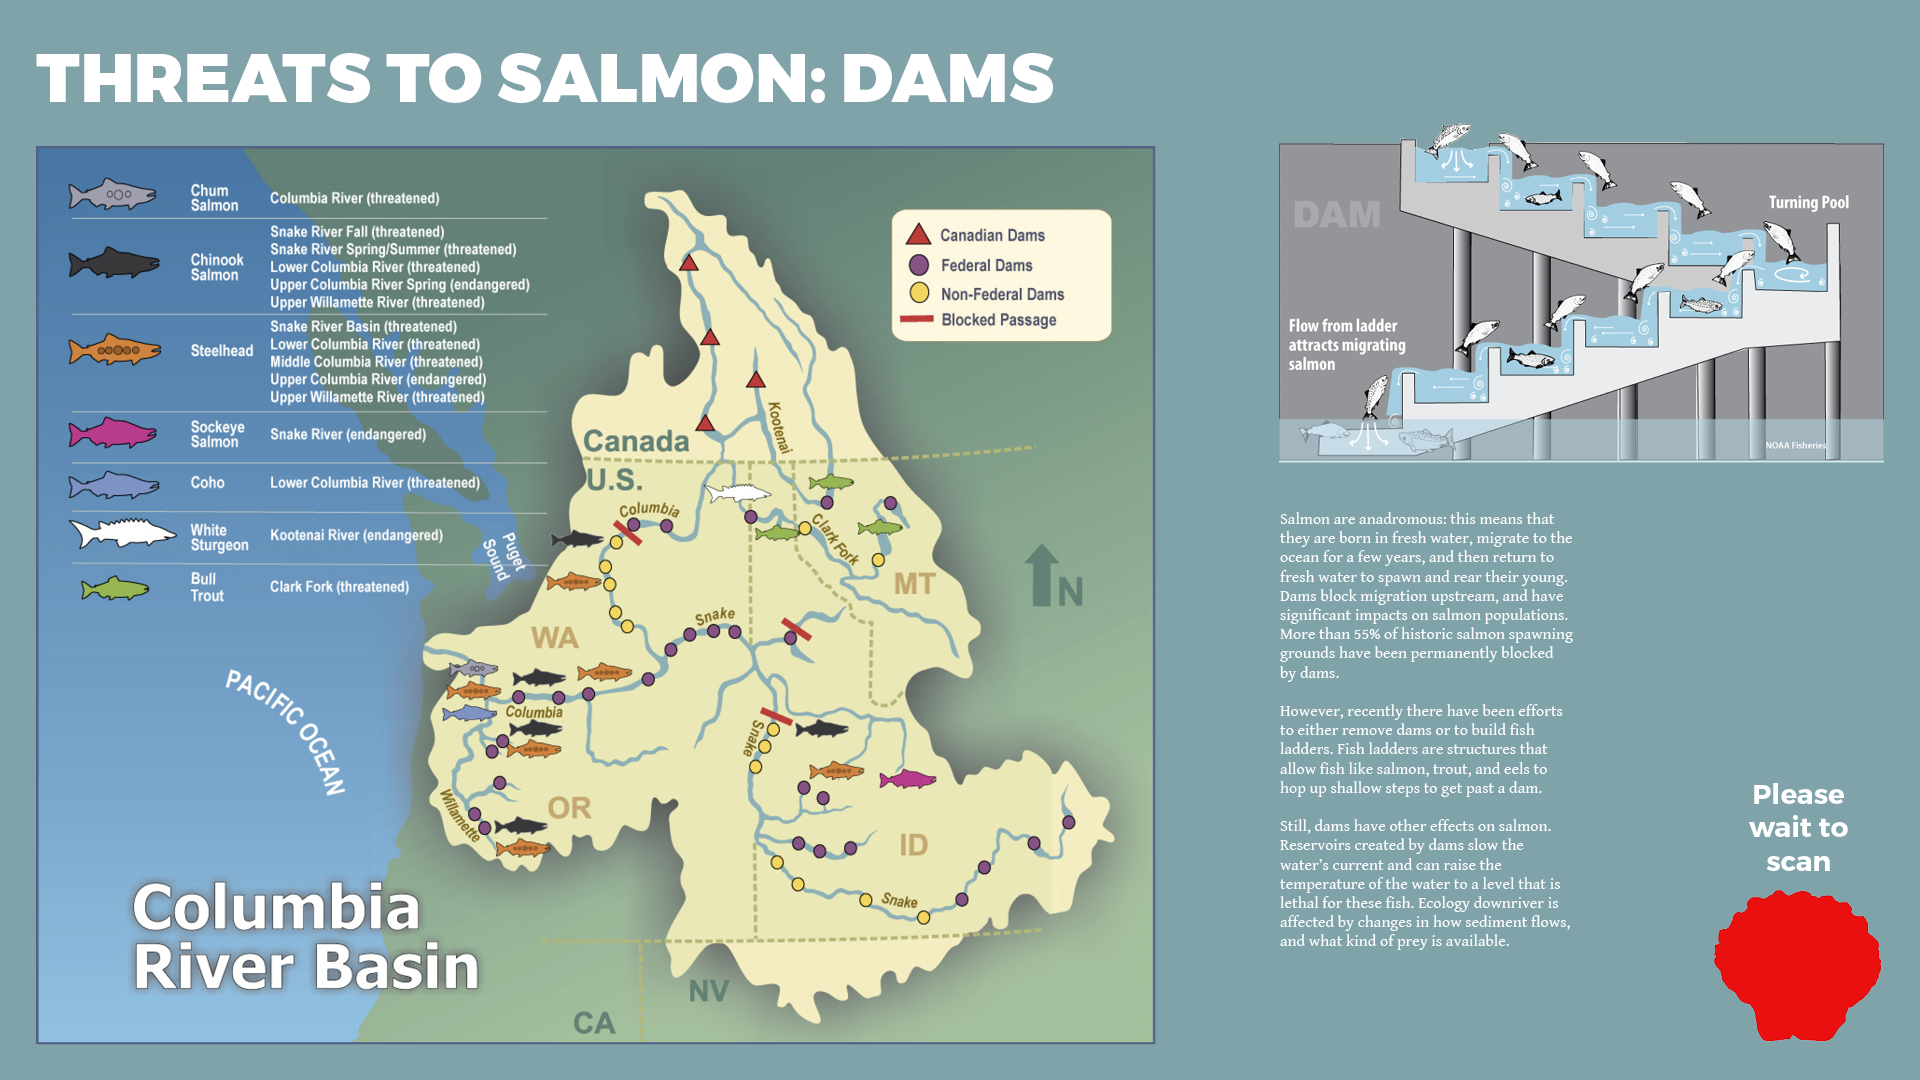 THREATS TO SALMON: DAMS
Chum
Salmon
Columbia River (threatened)
Chinook
Salmon
Snake River Fall (threatened)
Snake River Spring/Summer (threatened)
Lower Columbia River (threatened)
Upper Columbia River Spring (endangered)
Upper Willamette River (threatened)
Steelhead
Snake River Basin (threatened)
Lower Columbia River (threatened)
Middle Columbia River (threatened)
Upper Columbia River (endangered)
Upper Willamette River (threatened)
Sockeye
Salmon
Snake River (endangered)
Coho
Lower Columbia River (threatened)
White
Sturgeon
Kootenai River (endangered)
Bull
Trout
Clark Fork (threatened)
Canadian Dams
Federal Dams
Non-Federal Dams
Blocked Passage
Canada
U.S.
Kootenai
Columbia
Clark Fork
Puget
Sound
MT
N
WA
Snake
PACIFIC OCEAN
Columbia
Snake
Willamette
OR
ID
Snake
Columbia
River Basin
NV
CA
DAM
Turning Pool
Flow from ladder
attracts migrating
salmon
NOAA Fisheries
Salmon are anadromous: this means that
they are born in fresh water, migrate to the
ocean for a few years, and then return to
fresh water to spawn and rear their young.
Dams block migration upstream, and have
significant impacts on salmon populations.
More than 55% of historic salmon spawning
grounds have been permanently blocked
by dams.
However, recently there have been efforts
to either remove dams or to build fish
ladders. Fish ladders are structures that
allow fish like salmon, trout, and eels to
hop up shallow steps to get past a dam.
Still, dams have other effects on salmon.
Reservoirs created by dams slow the
water's current and can raise the
temperature of the water to a level that is
lethal for these fish. Ecology downriver is
affected by changes in how sediment flows,
and what kind of prey is available.
Please
wait to
scan